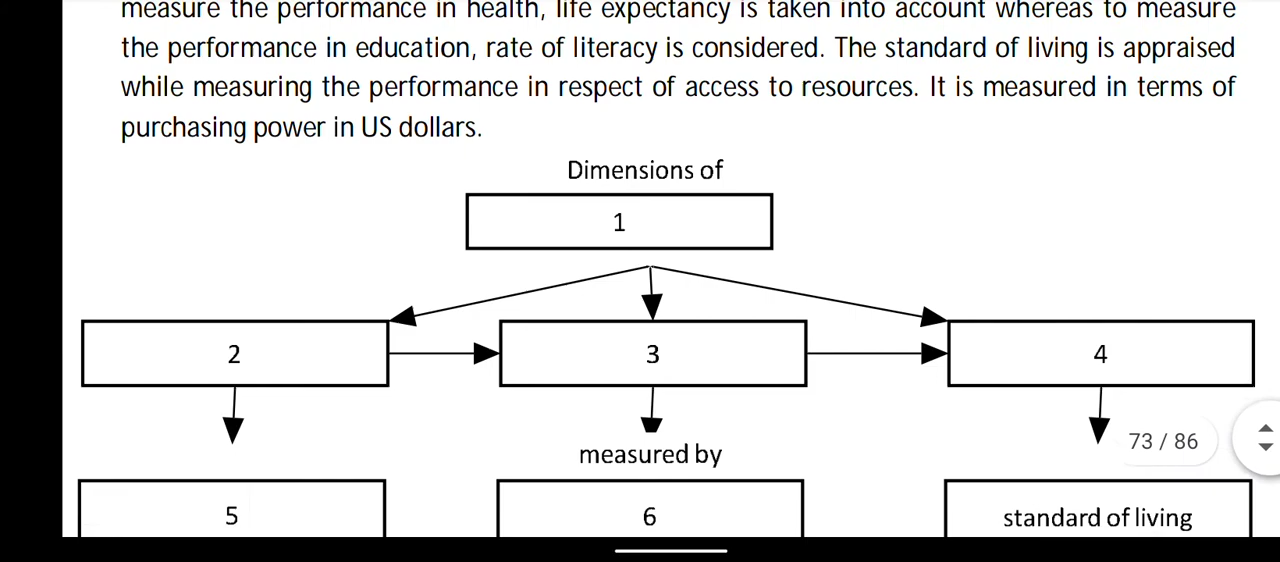 measure the performance in health, life expectancy is taken into account whereas to measure
the performance in education, rate of literacy is considered. The standard of living is appraised
while measuring the performance in respect of access to resources. It is measured in terms of
purchasing power in US dollars.
Dimensions of
1
2
3
4
73 / 86
measured by
5
6
standard of living